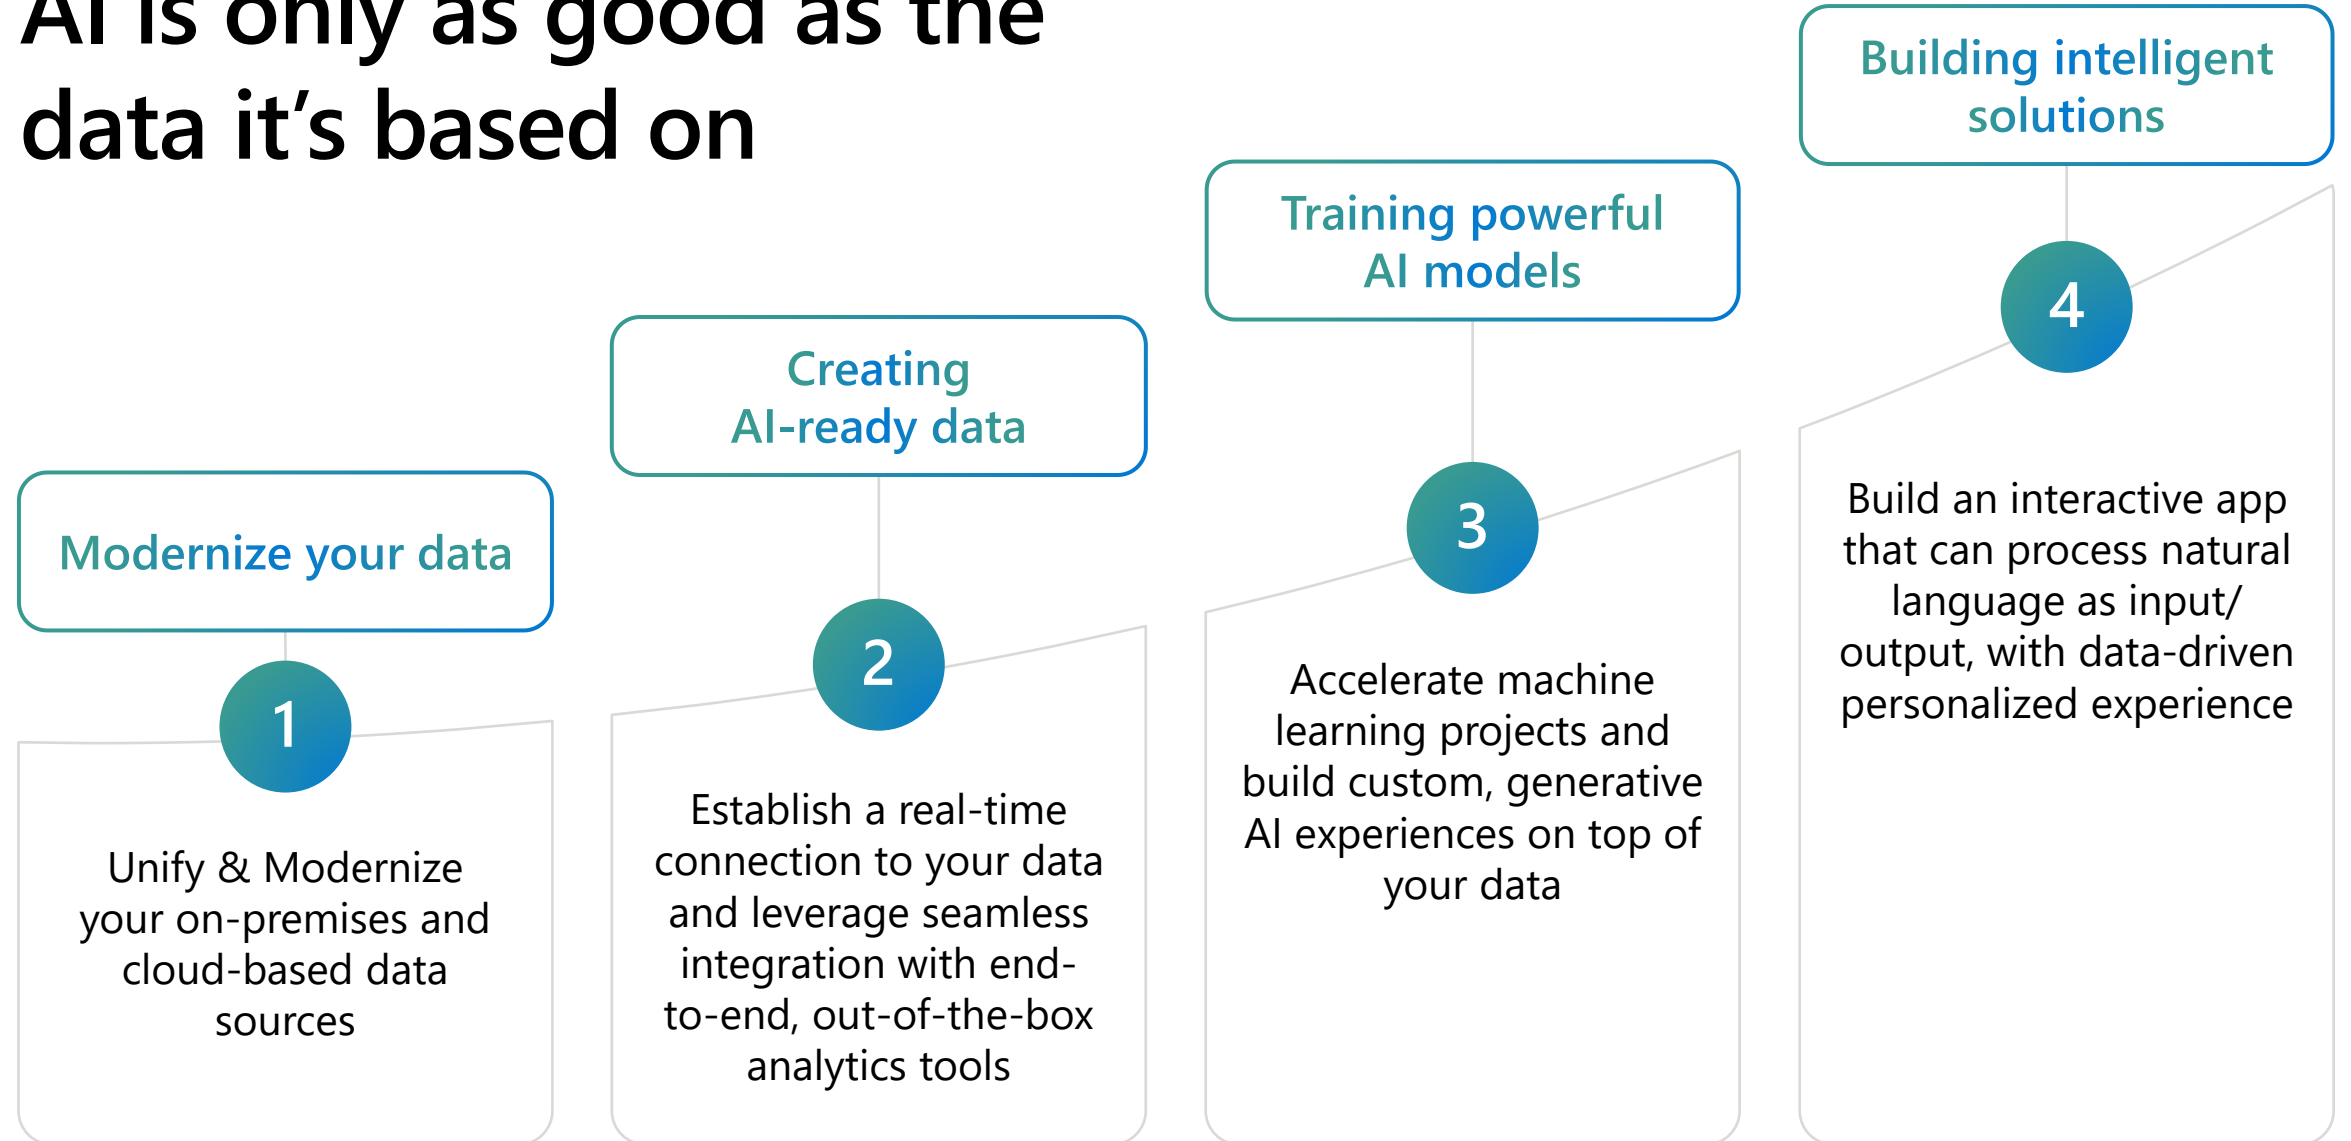 AI is only as good as the
data it’s based on
Modernize your data
1
Unify & Modernize
your on-premises and
cloud-based data
sources
Creating
AI-ready data
2
Establish a real-time
connection to your data
and leverage seamless
integration with end-
to-end, out-of-the-box
analytics tools
Training powerful
AI models
3
Accelerate machine
learning projects and
build custom, generative
AI experiences on top of
your data
Building intelligent
solutions
4
Build an interactive app
that can process natural
language as input/
output, with data-driven
personalized experience